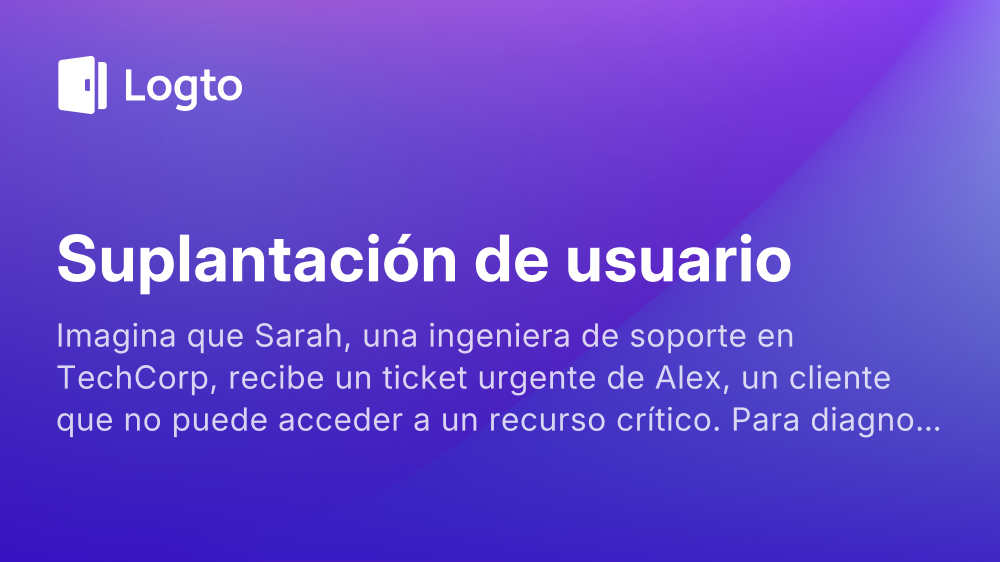 Logto
Suplantación de usuario
Imagina que Sarah, una ingeniera de soporte en
TechCorp, recibe un ticket urgente de Alex, un cliente
que no puede acceder a un recurso crítico. Para diagno...